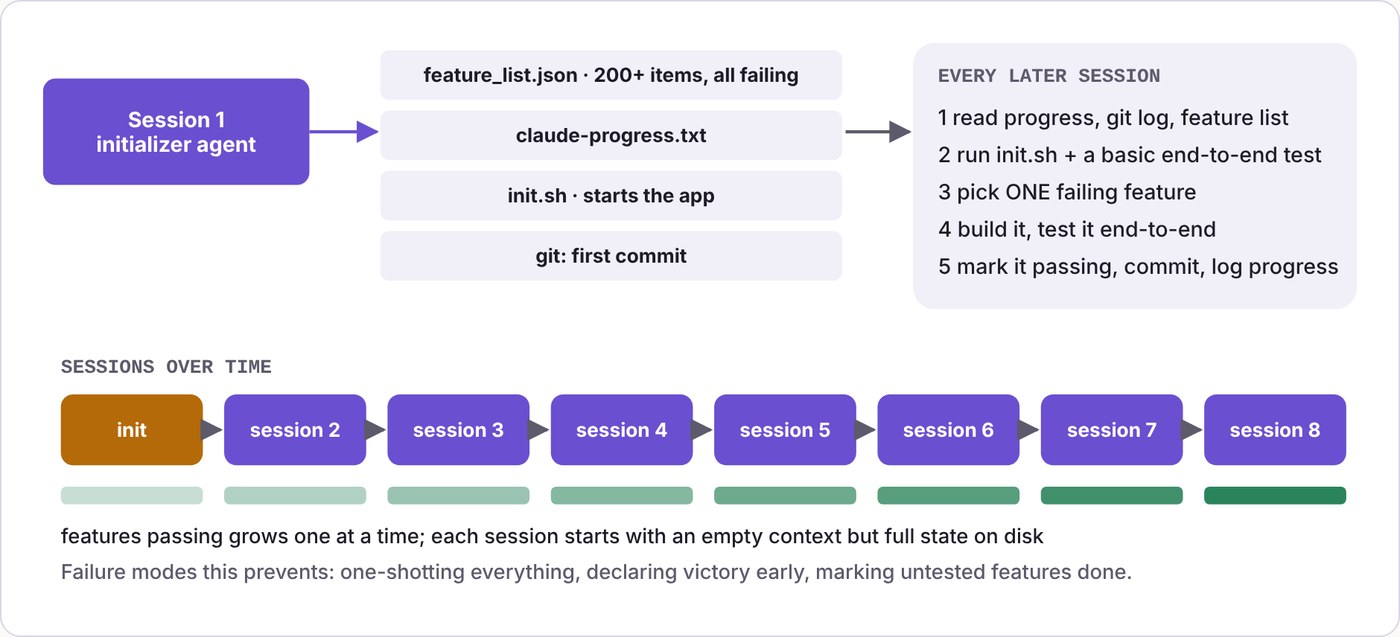 Session 1
initializer agent
feature_list.json · 200+ items, all failing
claude-progress.txt
init.sh · starts the app
git: first commit
EVERY LATER SESSION
1 read progress, git log, feature list
2 run init.sh + a basic end-to-end test
3 pick ONE failing feature
4 build it, test it end-to-end
5 mark it passing, commit, log progress
SESSIONS OVER TIME
init
session 2
session 3
session 4
session 5
session 6
session 7
session 8
features passing grows one at a time; each session starts with an empty context but full state on disk
Failure modes this prevents: one-shotting everything, declaring victory early, marking untested features done.